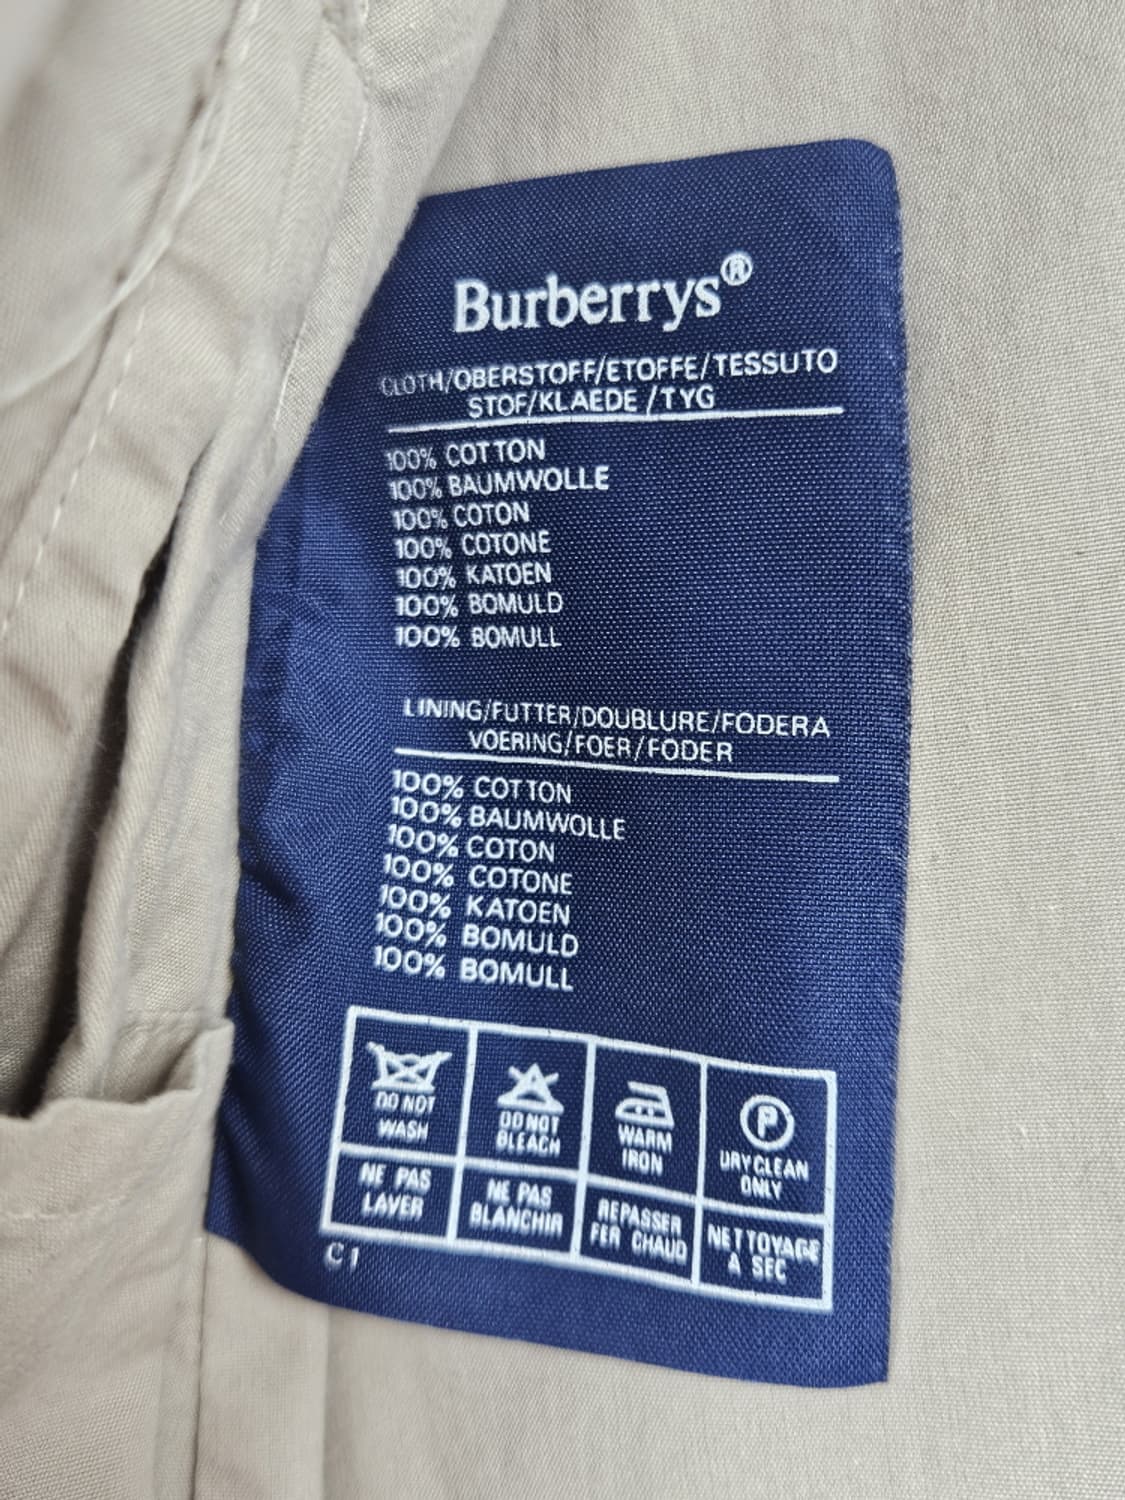 Burberrys®
CLOTH/OBERSTOFF/ETOFFE/TESSUTO
STOF/KLAEDE/TYG
100% COTTON
100% BAUMWOLLE
100% COTON
100% COTONE
100% KATOEN
100% BOMULD
100% BOMULL
LINING/FUTTER/DOUBLURE/FODERA
VOERING/FOER/FODER
100% COTTON
100% BAUMWOLLE
100% COTON
100% COTONE
100% KATOEN
100% BOMULD
100% BOMULL
DO NOT
WASH
DO NOT
BLEACH
WARM
IRON
P
DRY CLEAN
ONLY
NE PAS
LAVER
NE PAS
BLANCHIR
REPASSER
FER CHAUD
NETTOYAGE
A SEC
C1